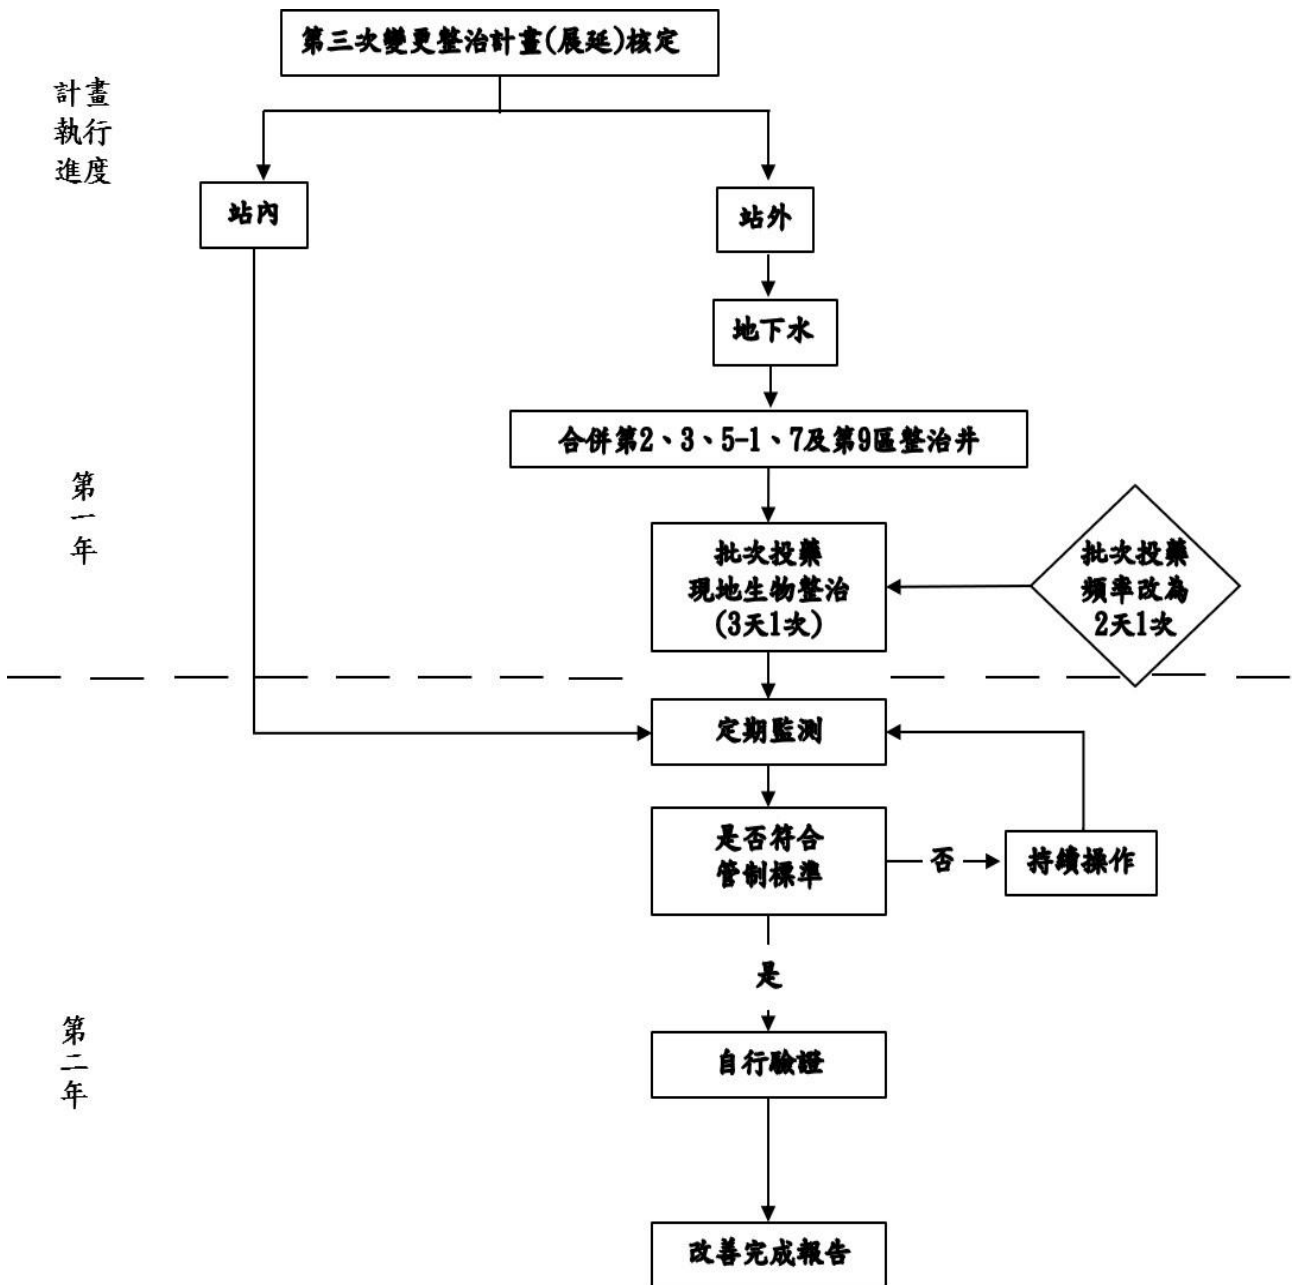 第三次變更整治計畫(展延)核定
計畫
執行
進度
站內
站外
地下水
合併第2、3、5-1、7及第9區整治井
第一年
批次投藥
現地生物整治
(3天1次)
批次投藥
頻率改為
2天1次
定期監测
是否符合
管制標準
否
持續操作
是
第二年
自行驗證
改善完成報告